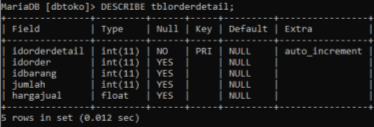 MariaDB [dbtoko]> DESCRIBE tblorderdetail;
| Field | Type | Null | Key | Default | Extra |
| idorderdetail | int(11) | NO | PRI | NULL | auto_increment |
| idorder | int(11) | YES | | NULL | |
| idbarang | int(11) | YES | | NULL | |
| jumlah | int(11) | YES | | NULL | |
| hargajual | float | YES | | NULL | |
5 rows in set (0.012 sec)